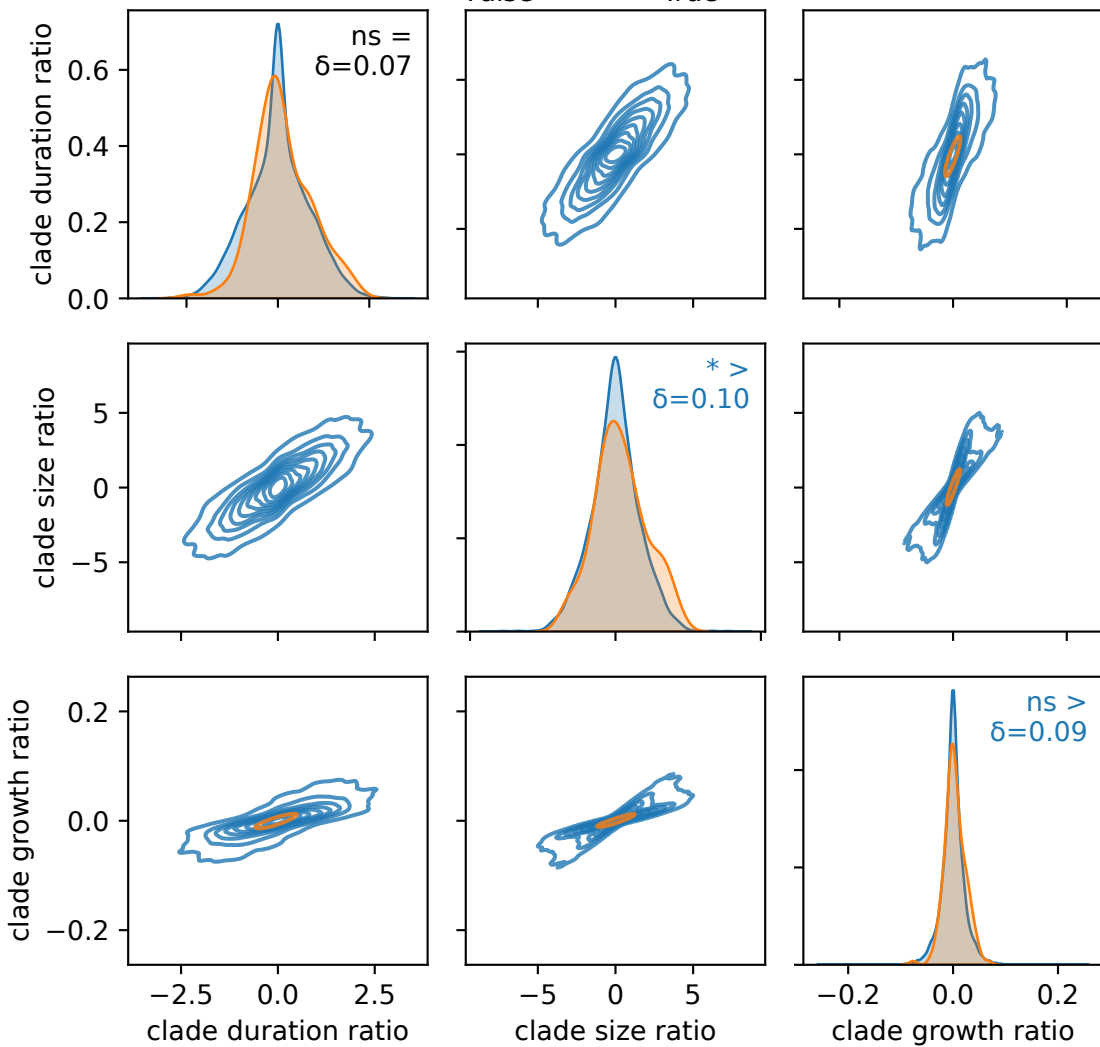 clade duration ratio
0.6
0.4
0.2
0.0
ns =
δ=0.07
clade size ratio
5
0
−5
* >
δ=0.10
clade growth ratio
0.2
0.0
−0.2
ns >
δ=0.09
−2.5 0.0 2.5
−5 0 5
−0.2 0.0 0.2
clade duration ratio
clade size ratio
clade growth ratio